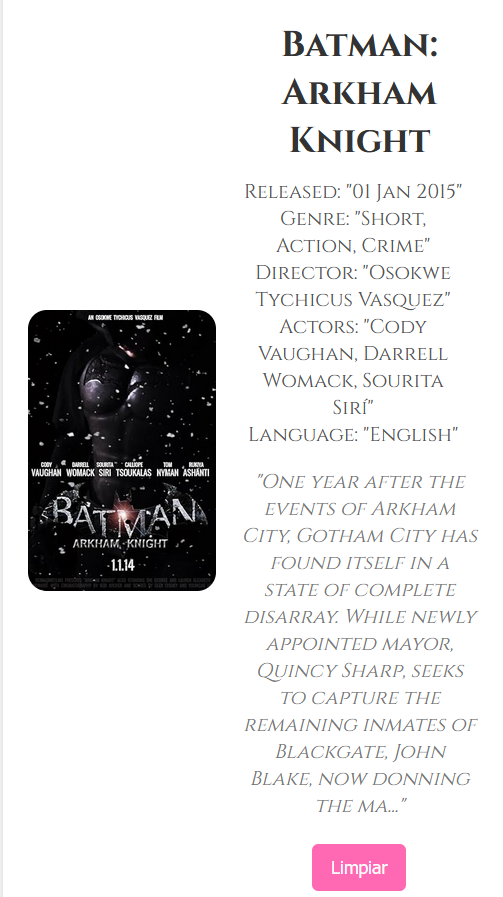 Batman:
Arkham
Knight
Released: "01 Jan 2015"
Genre: "Short,
Action, Crime"
Director: "Osokwe
Tychicus Vasquez"
Actors: "Cody
Vaughan, Darrell
Womack, Sourita
Sirí"
Language: "English"
"One year after the
events of Arkham
City, Gotham City has
found itself in a
state of complete
disarray. While newly
appointed mayor,
Quincy Sharp, seeks
to capture the
remaining inmates of
Blackgate, John
Blake, now donning
the ma..."
AN OSOKWE TYCHICUS VASQUEZ FILM
CODY VAUGHAN DARRELL WOMACK SOURITA SIRI CALLIOPE TSOUKALAS TOM NYMAN RUKIYA ASHANTI
BATMAN
ARKHAM KNIGHT
1.1.14
Limpiar